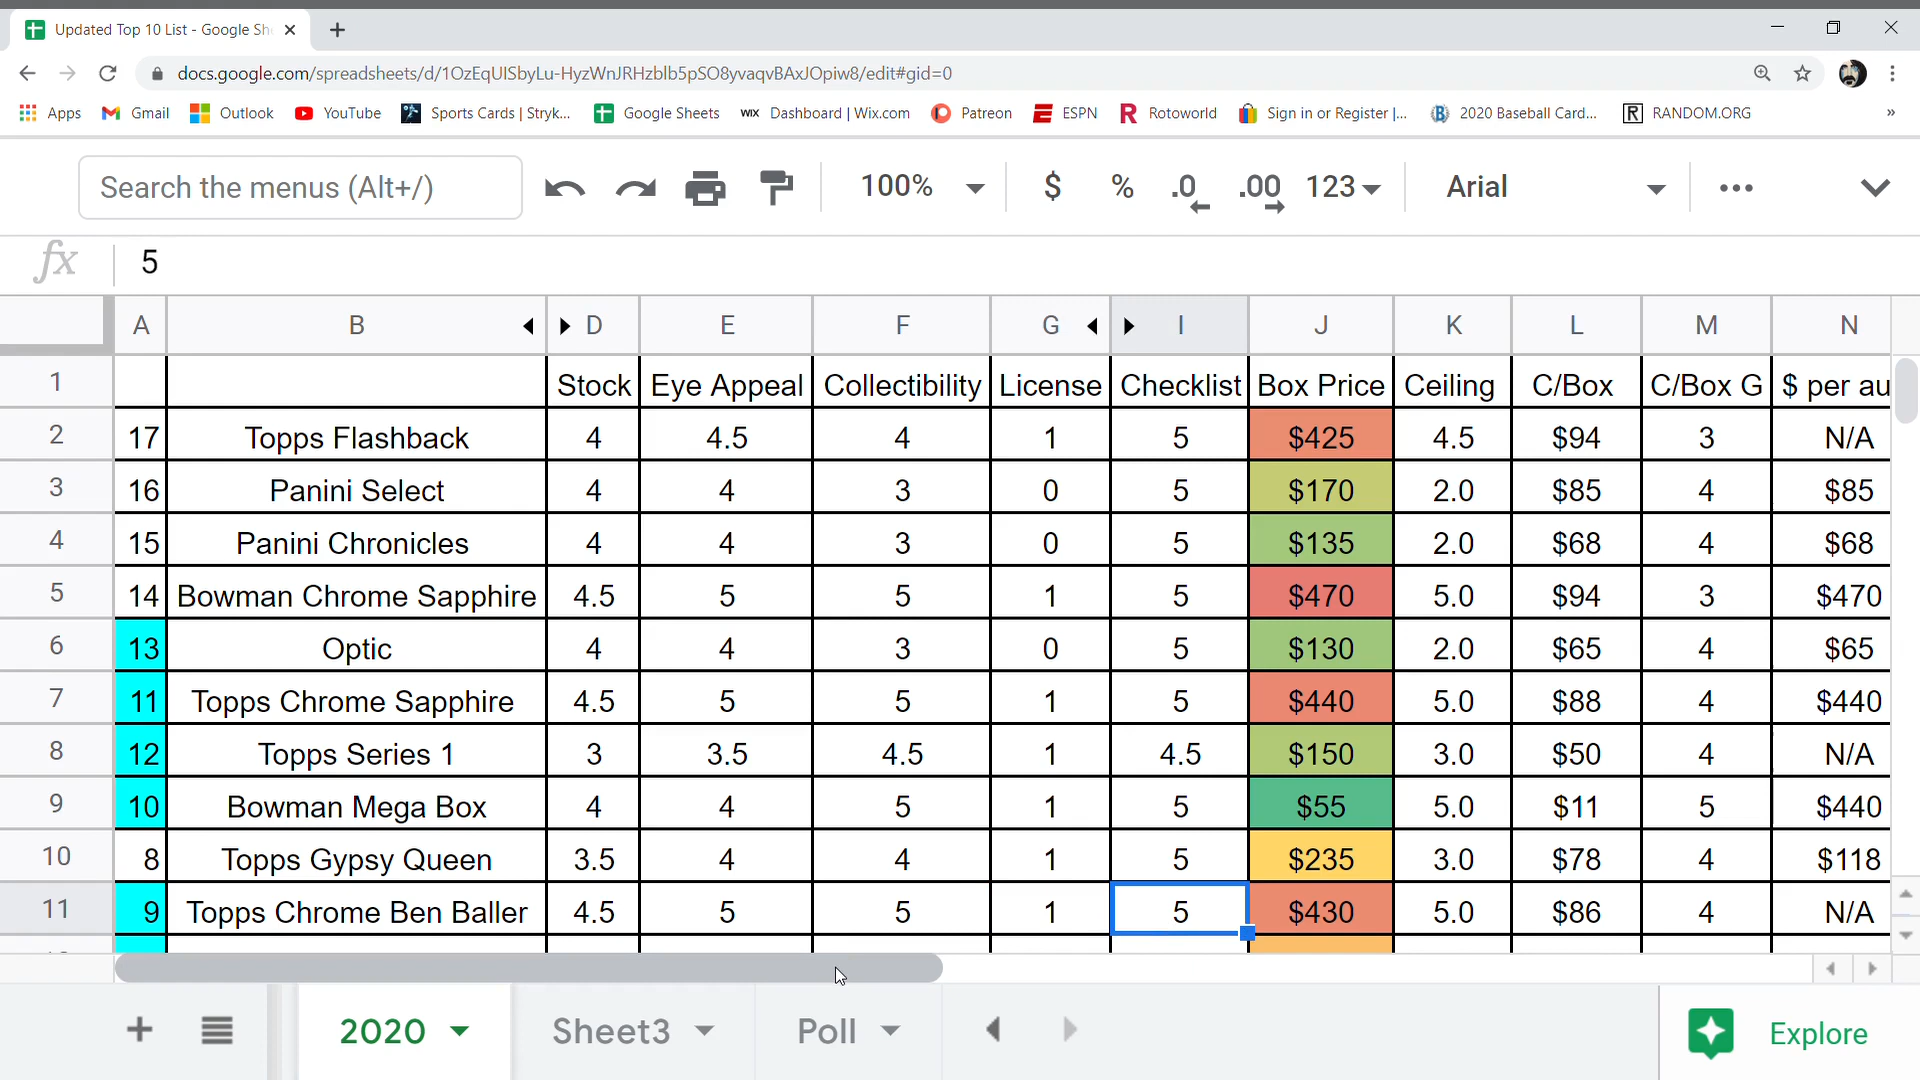 Updated Top 10 List - Google Sh
docs.google.com/spreadsheets/d/1OzEqUISbyLu-HyzWnJRHzblb5pSO8yvaqvBAxJOpiw8/edit#gid=0
Apps Gmail Outlook YouTube Sports Cards | Stryk... Google Sheets WIX Dashboard | Wix.com Patreon ESPN R Rotoworld Sign in or Register |... B 2020 Baseball Card... R RANDOM.ORG »
Search the menus (Alt+/) 100% $ % .0 .00 123 Arial
fx 5
A B D E F G I J K L M N
1 Stock Eye Appeal Collectibility License Checklist Box Price Ceiling C/Box C/Box G $ per au
2 17 Topps Flashback 4 4.5 4 1 5 $425 4.5 $94 3 N/A
3 16 Panini Select 4 4 3 0 5 $170 2.0 $85 4 $85
4 15 Panini Chronicles 4 4 3 0 5 $135 2.0 $68 4 $68
5 14 Bowman Chrome Sapphire 4.5 5 5 1 5 $470 5.0 $94 3 $470
6 13 Optic 4 4 3 0 5 $130 2.0 $65 4 $65
7 11 Topps Chrome Sapphire 4.5 5 5 1 5 $440 5.0 $88 4 $440
8 12 Topps Series 1 3 3.5 4.5 1 4.5 $150 3.0 $50 4 N/A
9 10 Bowman Mega Box 4 4 5 1 5 $55 5.0 $11 5 $440
10 8 Topps Gypsy Queen 3.5 4 4 1 5 $235 3.0 $78 4 $118
11 9 Topps Chrome Ben Baller 4.5 5 5 1 5 $430 5.0 $86 4 N/A
2020 Sheet3 Poll Explore